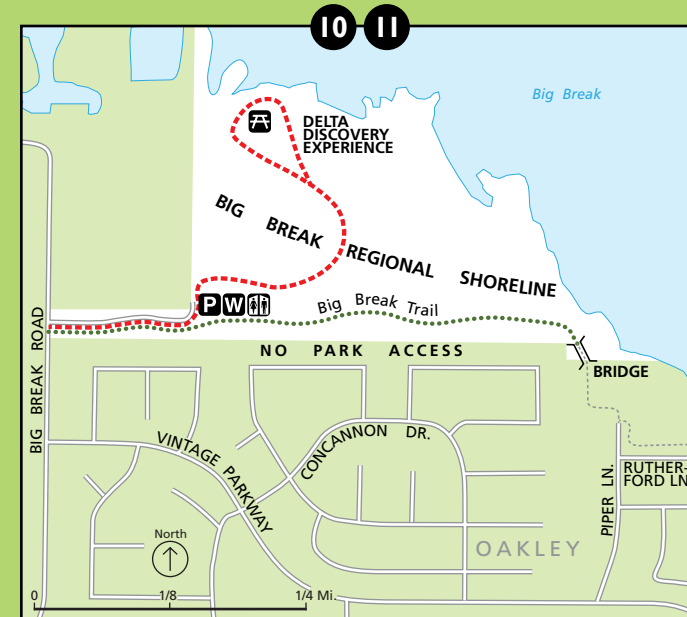 10 11
Big Break
DELTA
DISCOVERY
EXPERIENCE
BIG BREAK REGIONAL SHORELINE
P W
Big Break Trail
NO PARK ACCESS
BRIDGE
BIG BREAK ROAD
VINTAGE PARKWAY
CONCANNON DR.
PIPER LN.
RUTHER-
FORD LN
OAKLEY
North
0 1/8 1/4 Mi.